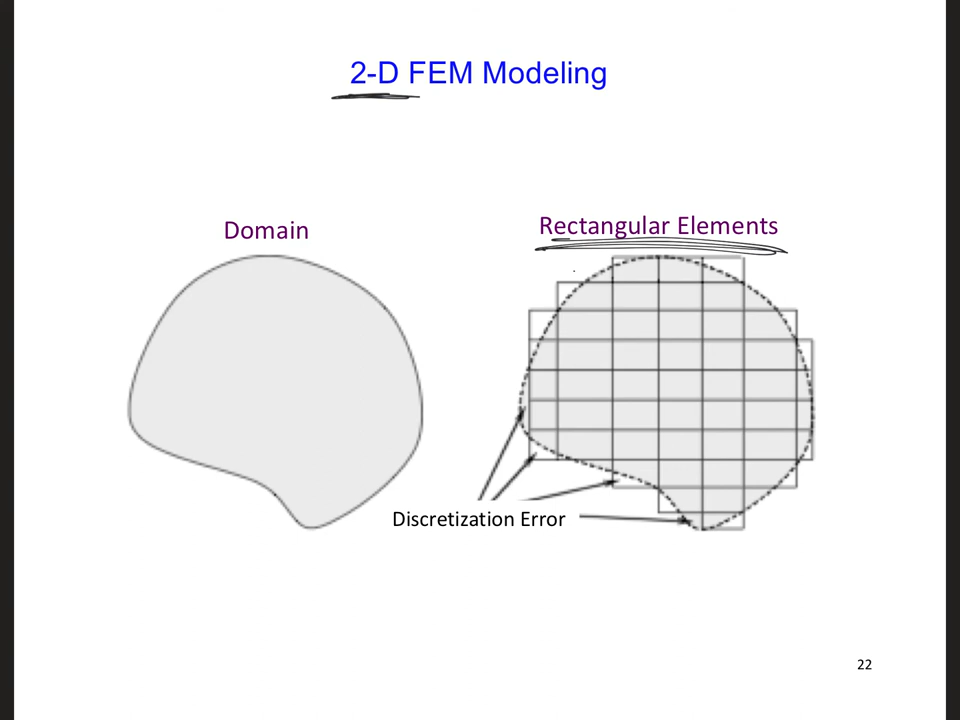 2-D FEM Modeling
Domain
Rectangular Elements
Discretization Error
22